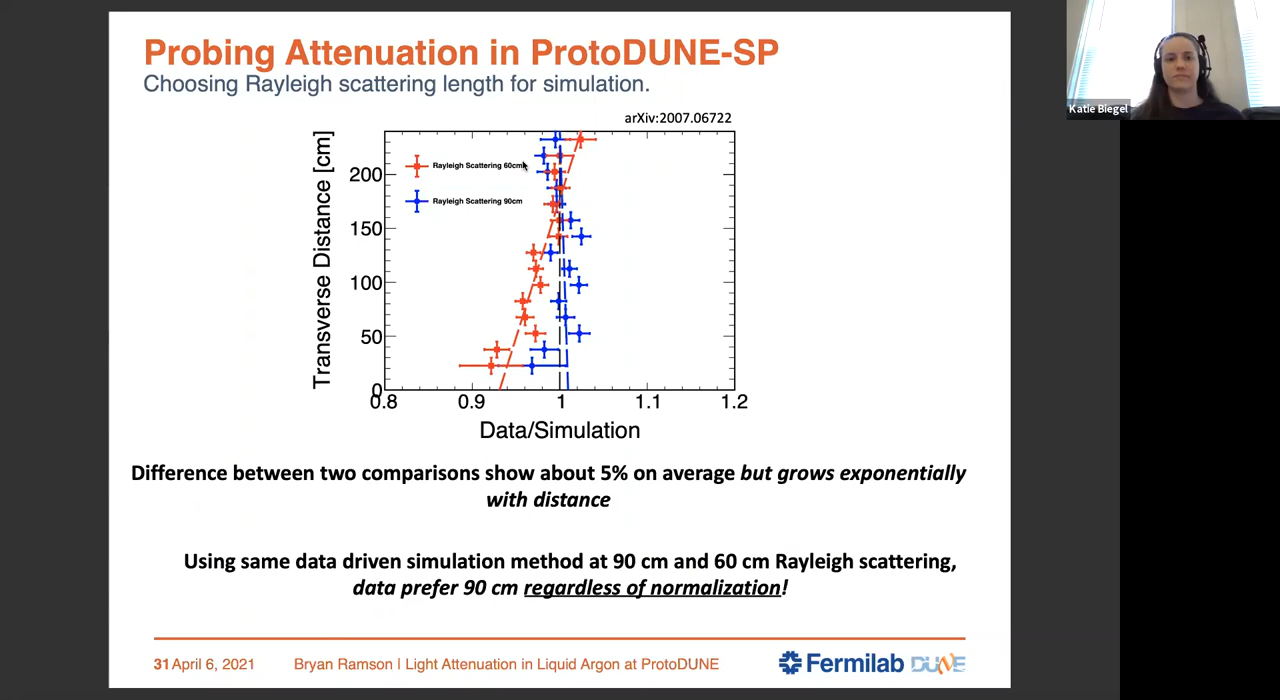 Probing Attenuation in ProtoDUNE-SP
Choosing Rayleigh scattering length for simulation.
Katie Biegel
arXiv:2007.06722
Transverse Distance [cm]
200
150
100
50
0
Rayleigh Scattering 60cm
Rayleigh Scattering 90cm
0.8 0.9 1 1.1 1.2
Data/Simulation
Difference between two comparisons show about 5% on average but grows exponentially
with distance
Using same data driven simulation method at 90 cm and 60 cm Rayleigh scattering,
data prefer 90 cm regardless of normalization!
31 April 6, 2021 Bryan Ramson | Light Attenuation in Liquid Argon at ProtoDUNE Fermilab DUNE